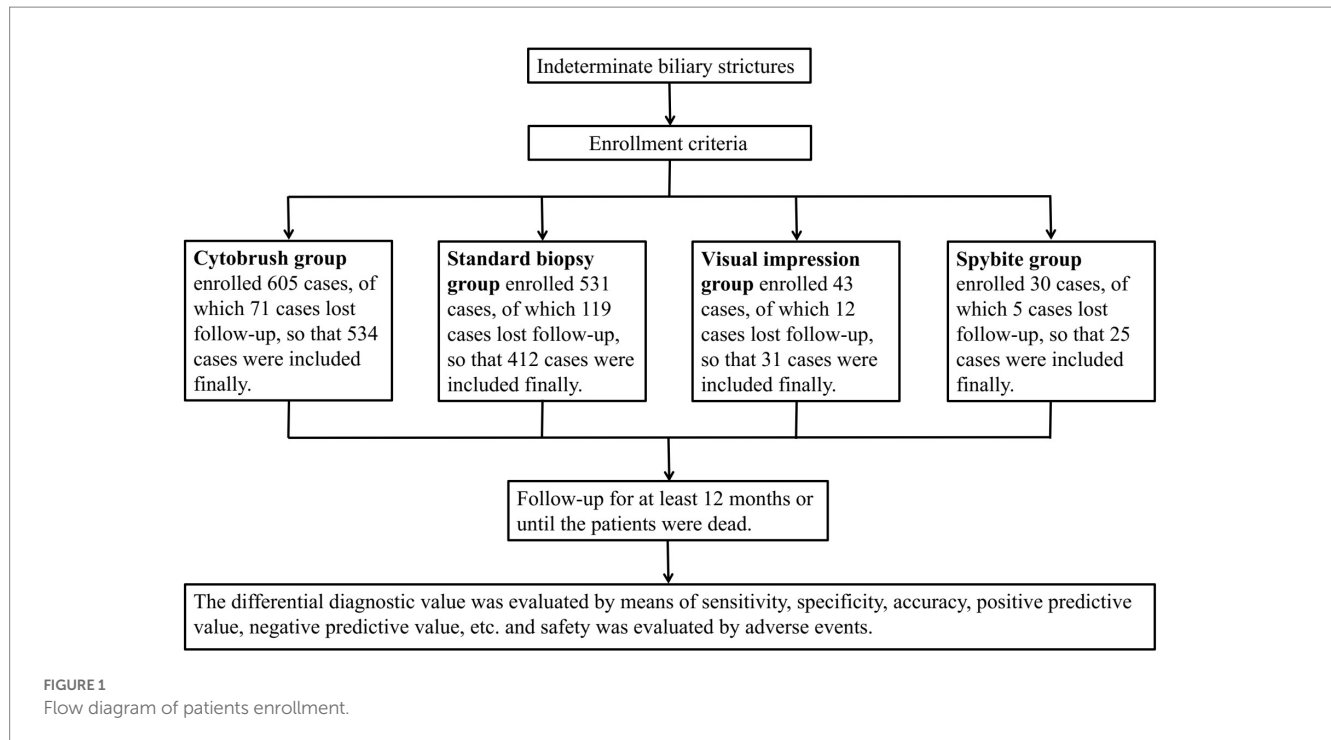 Indeterminate biliary strictures
Enrollment criteria
Cytobrush group
enrolled 605 cases, of
which 71 cases lost
follow-up, so that 534
cases were included
finally.
Standard biopsy
group enrolled 531
cases, of which 119
cases lost follow-up,
so that 412 cases were
included finally.
Visual impression
group enrolled 43
cases, of which 12
cases lost follow-up,
so that 31 cases were
included finally.
Spybite group
enrolled 30 cases, of
which 5 cases lost
follow-up, so that 25
cases were included
finally.
Follow-up for at least 12 months or
until the patients were dead.
The differential diagnostic value was evaluated by means of sensitivity, specificity, accuracy, positive predictive
value, negative predictive value, etc. and safety was evaluated by adverse events.
FIGURE 1
Flow diagram of patients enrollment.